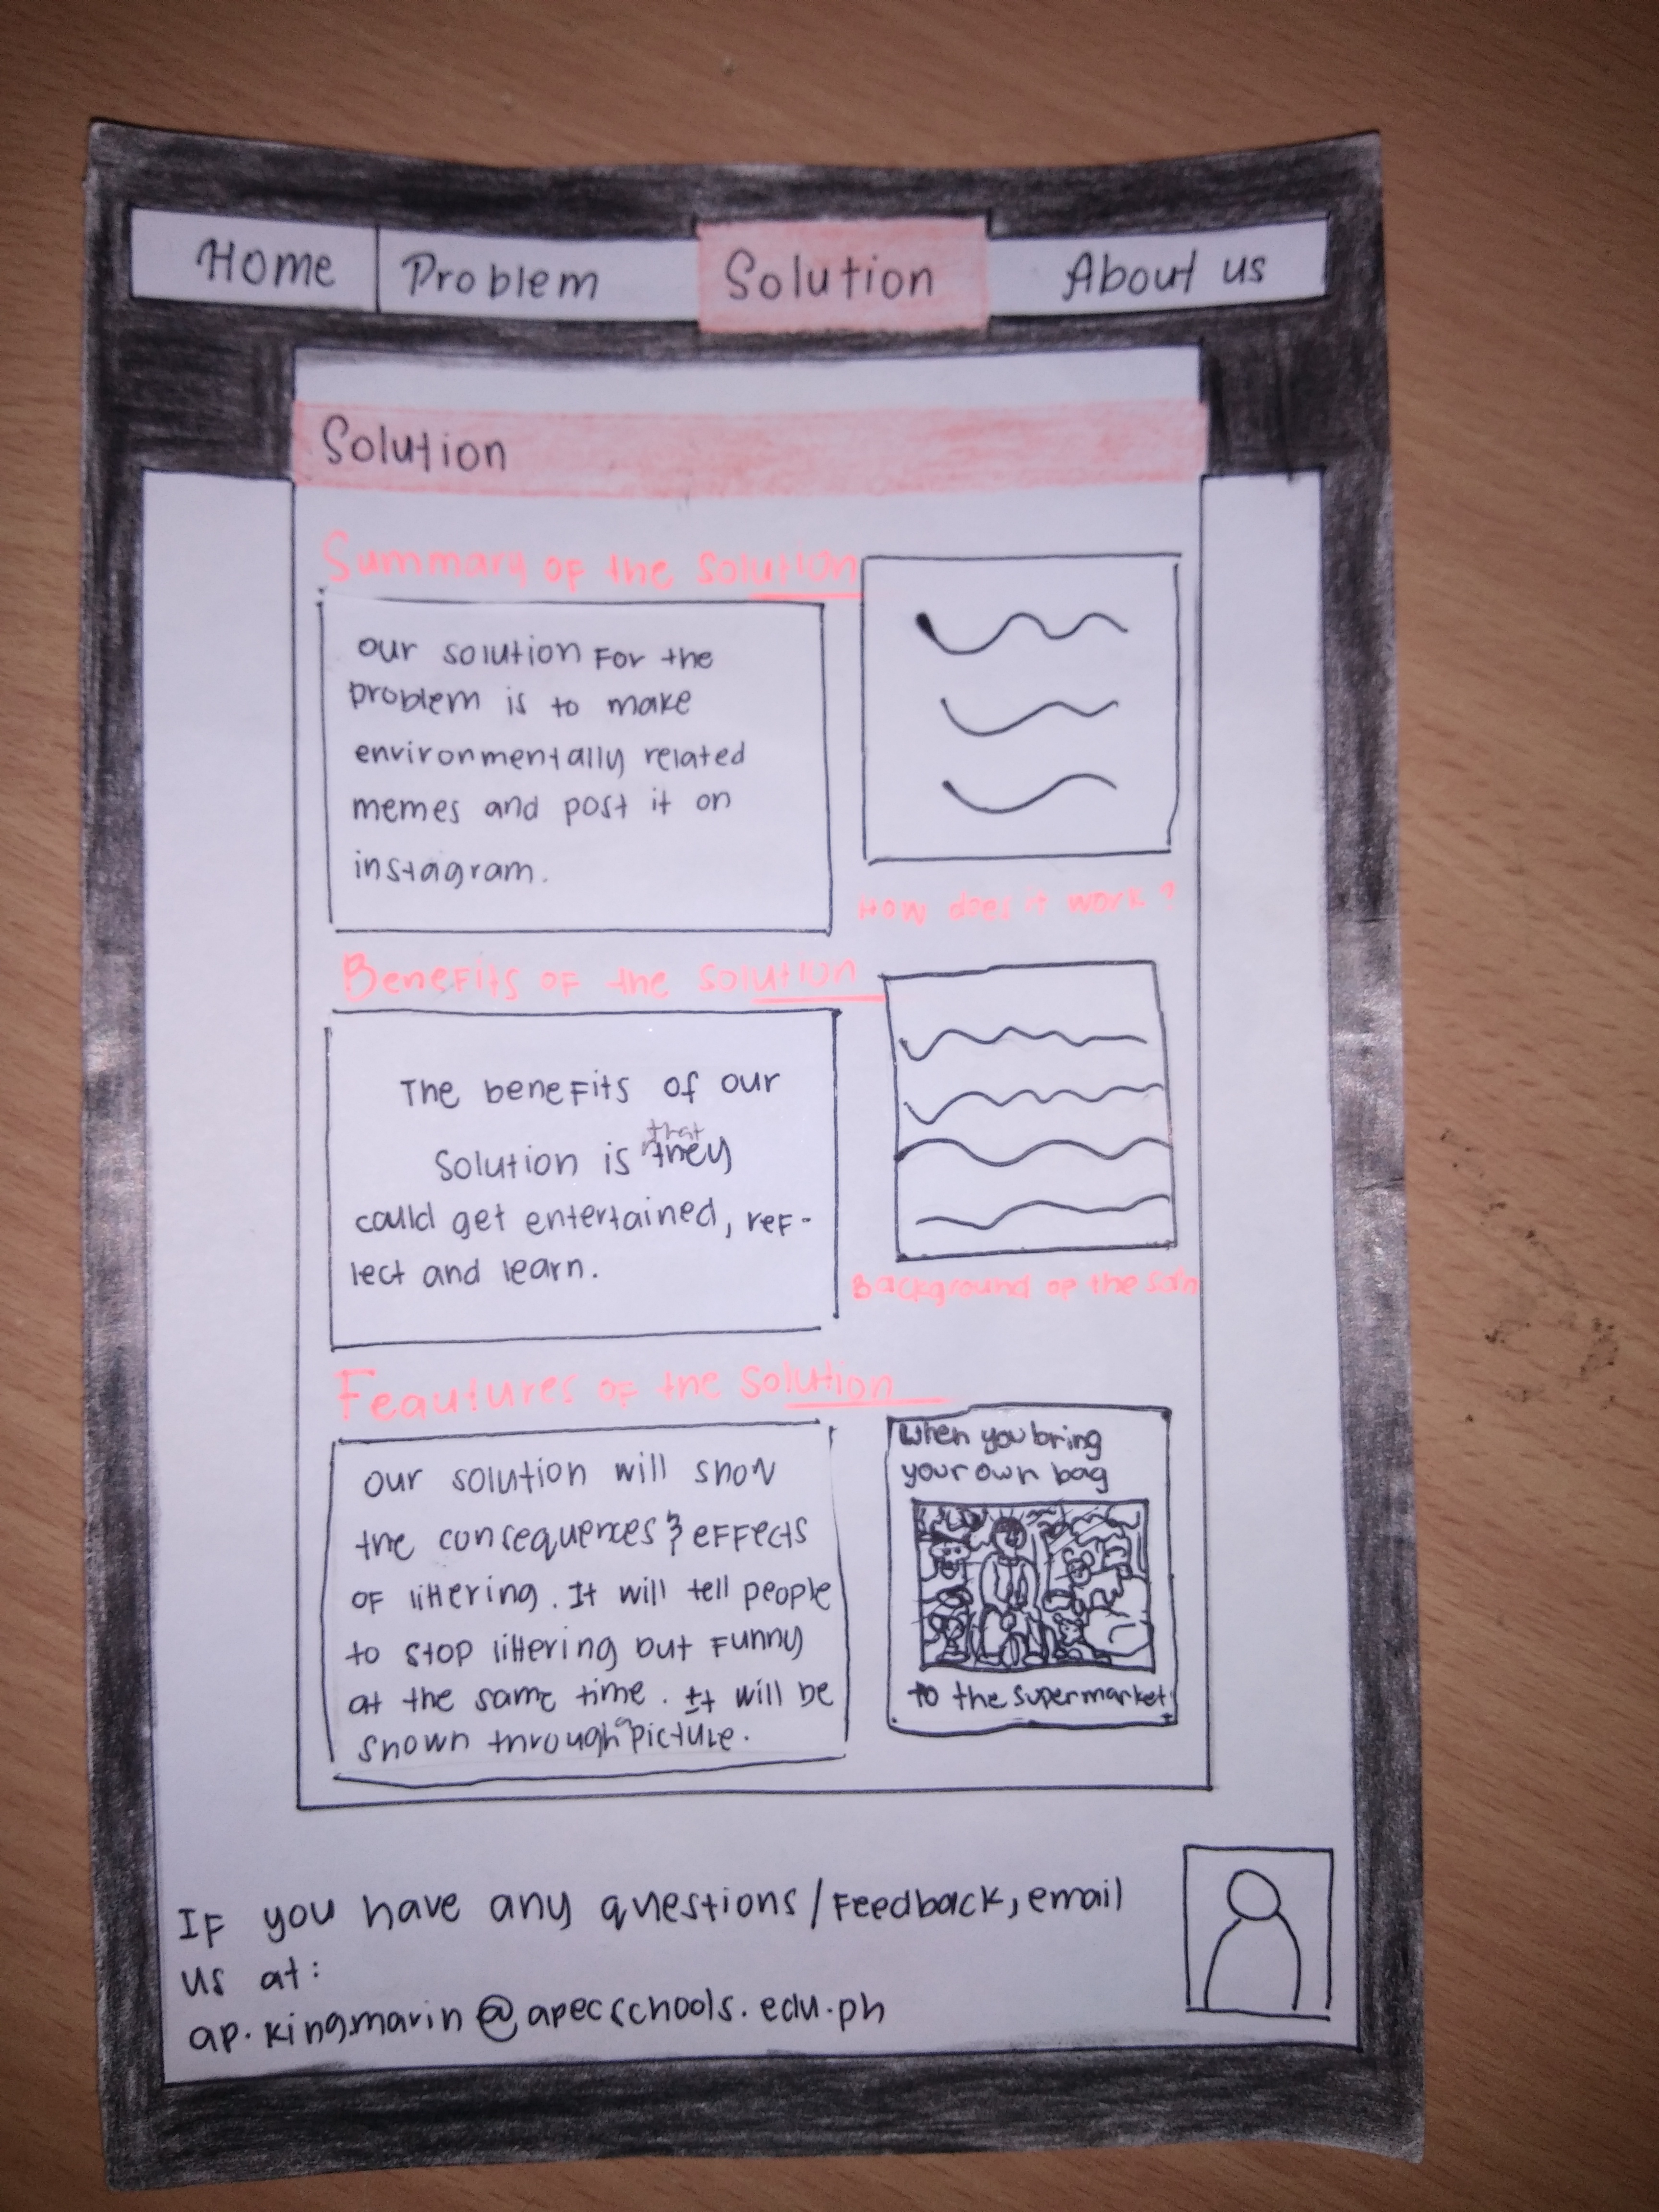 Home Problem Solution About us
Solution
Summary of the solution
our solution For the
problem is to make
environmentally related
memes and post it on
instagram.
How does it work?
Benefits of the solution
The benefits of our
solution is that they
could get entertained, ref-
lect and learn.
Background of the soln
Feautures of the solution
our solution will show
the consequences & effects
of littering. It will tell people
to stop littering but funny
at the same time. It will be
shown through a picture.
When you bring
your own bag
to the supermarket
If you have any questions/Feedback, email
us at:
ap.kingmarin@apecschools.edu.ph